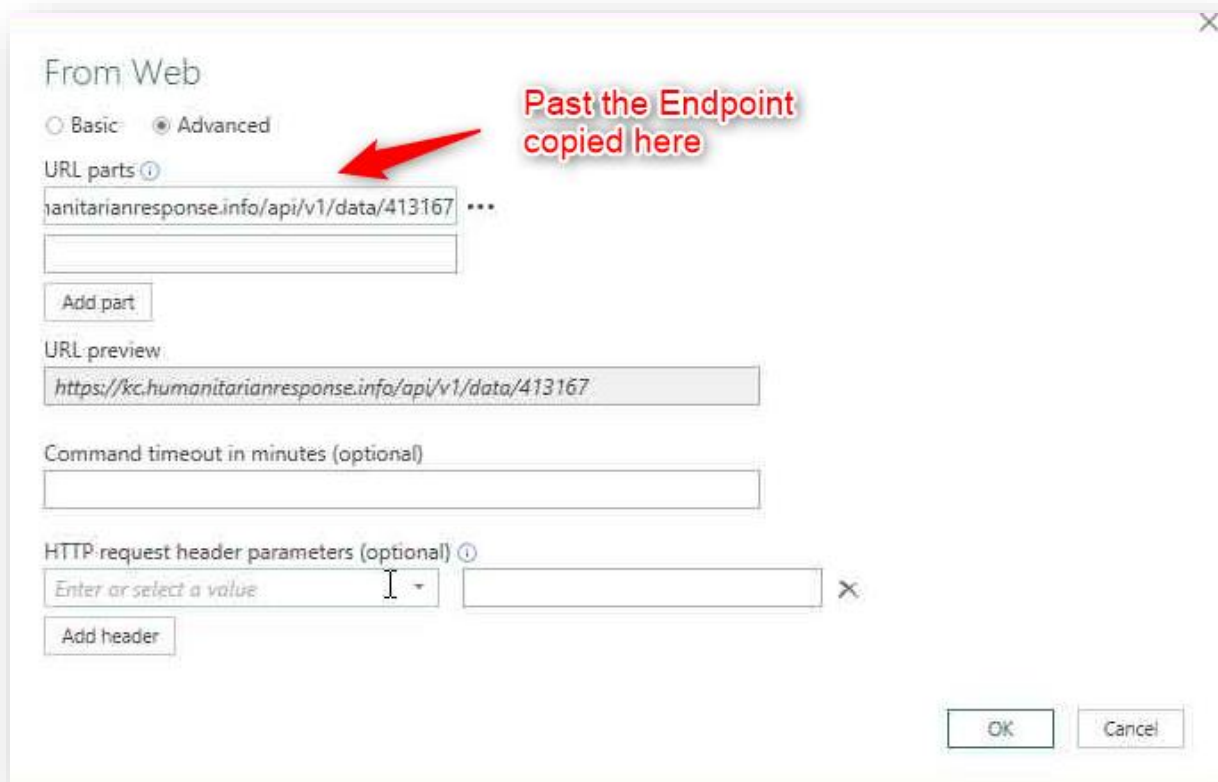 From Web
Past the Endpoint
copied here
Basic
Advanced
URL parts
nanitarianresponse.info/api/v1/data/413167
Add part
URL preview
https://kc.humanitarianresponse.info/api/v1/data/413167
Command timeout in minutes (optional)
HTTP request header parameters (optional)
Enter or select a value
Add header
OK
Cancel